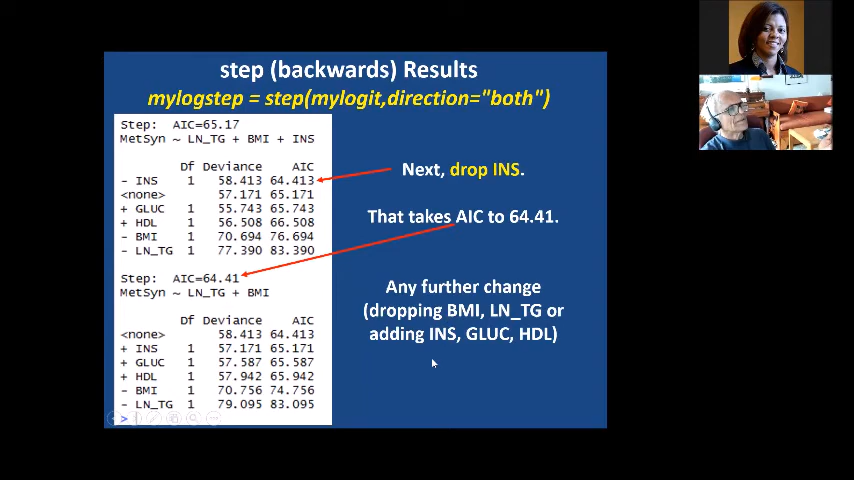 step (backwards) Results
mylogstep = step(mylogit,direction="both")
Step: AIC=65.17
MetSyn ~ LN_TG + BMI + INS
Df Deviance AIC
- INS 1 58.413 64.413
<none> 57.171 65.171
+ GLUC 1 55.743 65.743
+ HDL 1 56.508 66.508
- BMI 1 70.694 76.694
- LN_TG 1 77.390 83.390
Step: AIC=64.41
MetSyn ~ LN_TG + BMI
Df Deviance AIC
<none> 58.413 64.413
+ INS 1 57.171 65.171
+ GLUC 1 57.587 65.587
+ HDL 1 57.942 65.942
- BMI 1 70.756 74.756
- LN_TG 1 79.095 83.095
Next, drop INS.
That takes AIC to 64.41.
Any further change
(dropping BMI, LN_TG or
adding INS, GLUC, HDL)